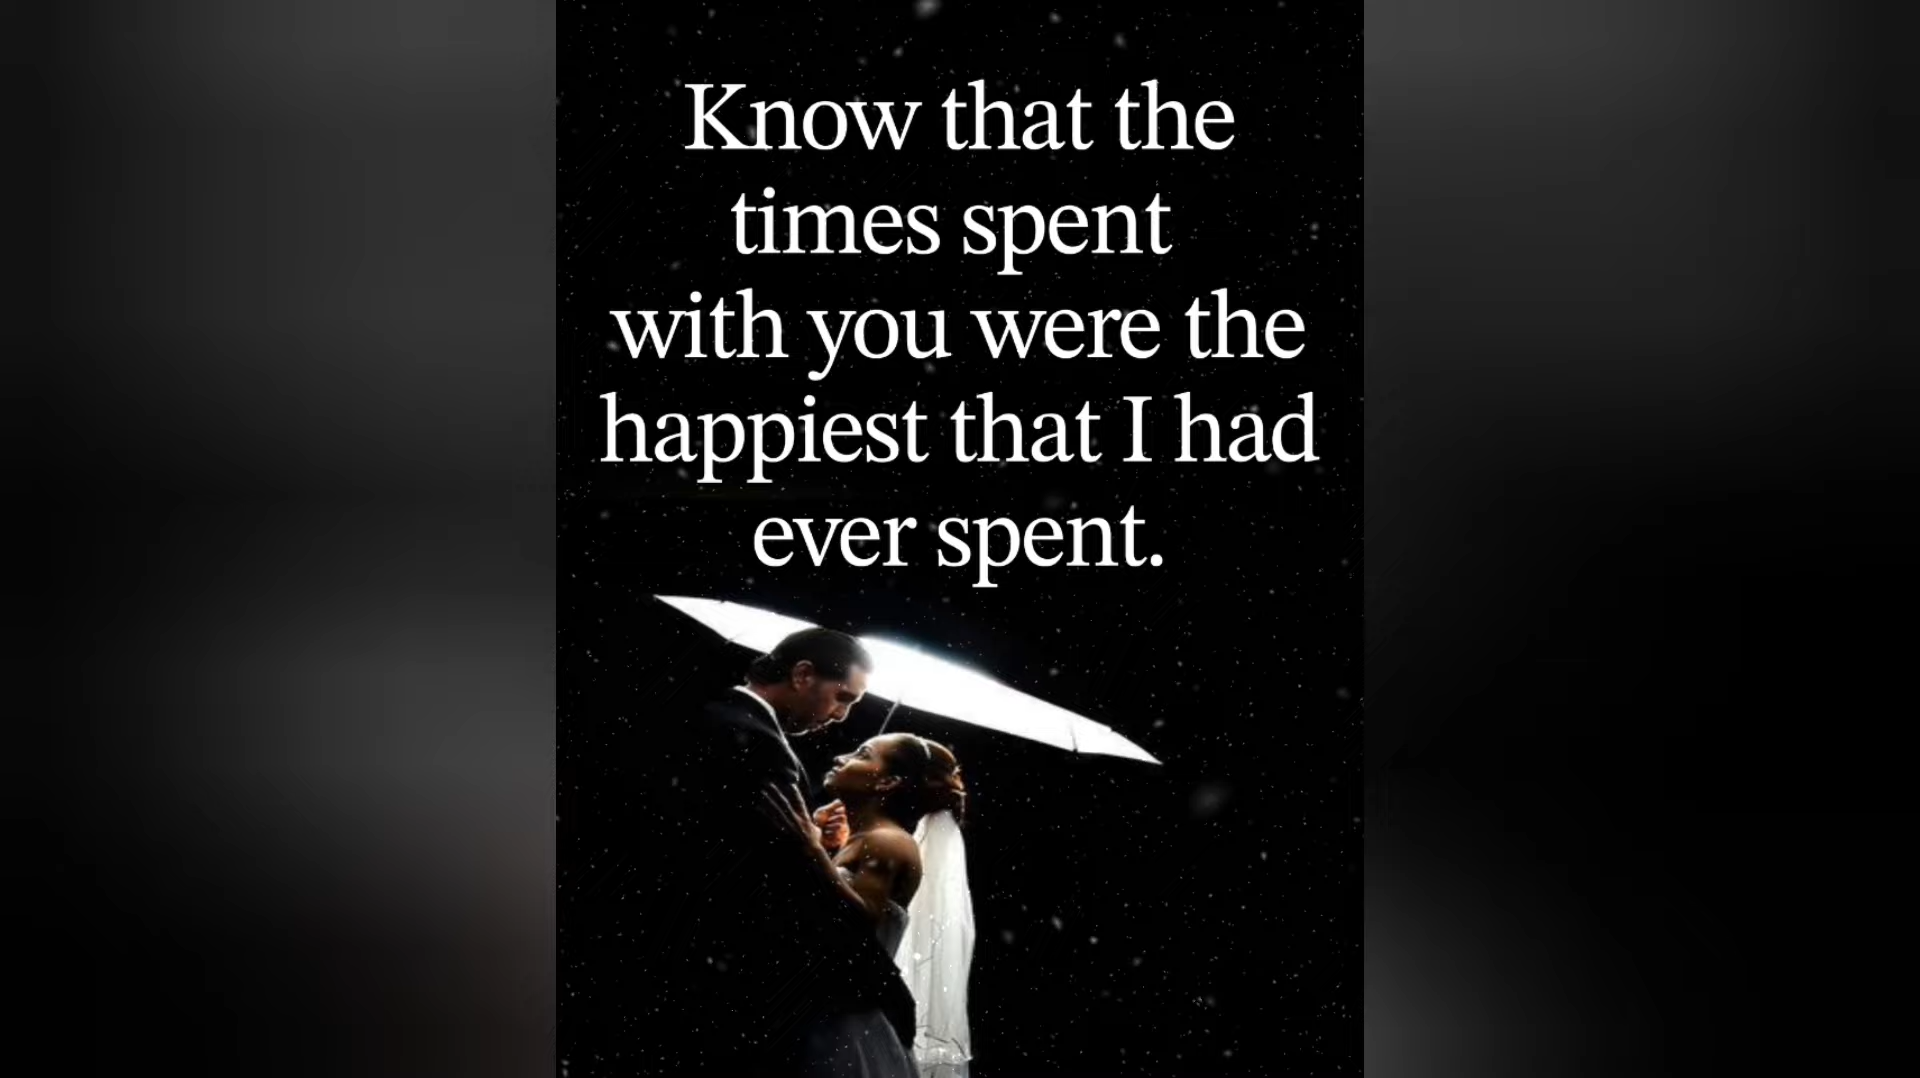 Know that the
times spent
with you were the
happiest that I had
ever spent.